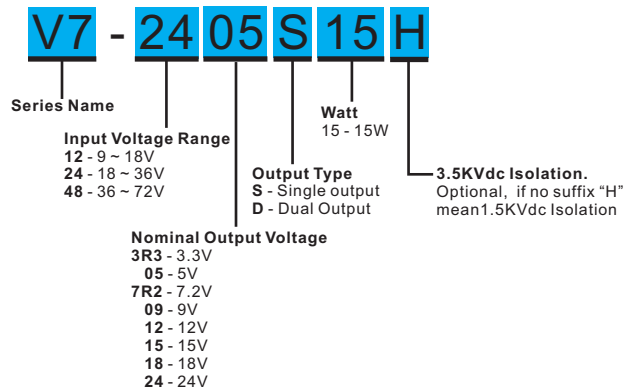 V7 - 24 05 S 15 H
Series Name
Watt
15 - 15W
Input Voltage Range
12 - 9 ~ 18V
24 - 18 ~ 36V
48 - 36 ~ 72V
Output Type
S - Single output
D - Dual Output
3.5KVdc Isolation.
Optional, if no suffix “H”
mean1.5KVdc Isolation
Nominal Output Voltage
3R3 - 3.3V
05 - 5V
7R2 - 7.2V
09 - 9V
12 - 12V
15 - 15V
18 - 18V
24 - 24V